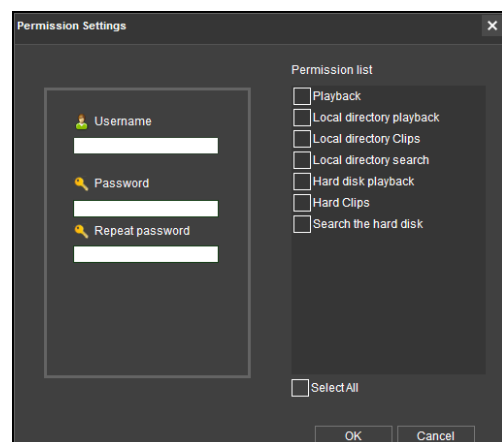 Permission Settings
Username
Password
Repeat password
Permission list
Playback
Local directory playback
Local directory Clips
Local directory search
Hard disk playback
Hard Clips
Search the hard disk
Select All
OK
Cancel